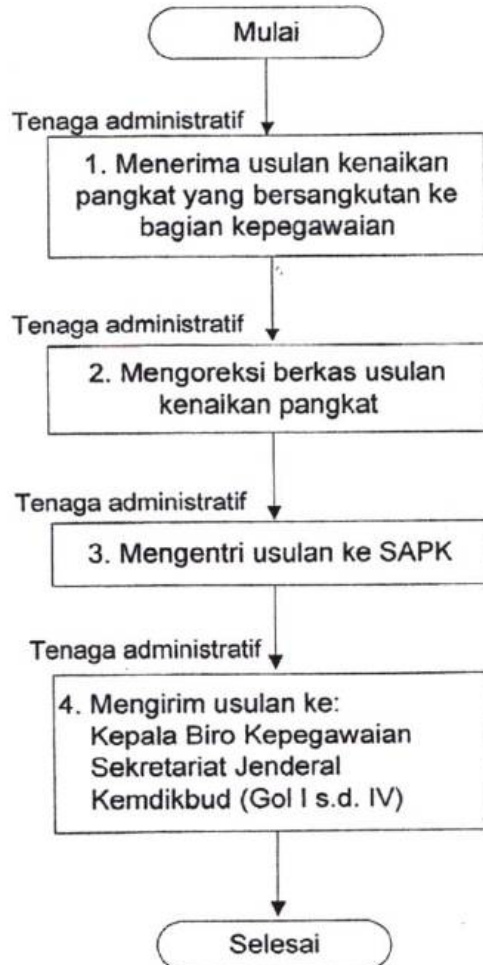 Mulai
Tenaga administratif
1. Menerima usulan kenaikan
pangkat yang bersangkutan ke
bagian kepegawaian
Tenaga administratif
2. Mengoreksi berkas usulan
kenaikan pangkat
Tenaga administratif
3. Mengentri usulan ke SAPK
Tenaga administratif
4. Mengirim usulan ke:
Kepala Biro Kepegawaian
Sekretariat Jenderal
Kemdikbud (Gol I s.d. IV)
Selesai